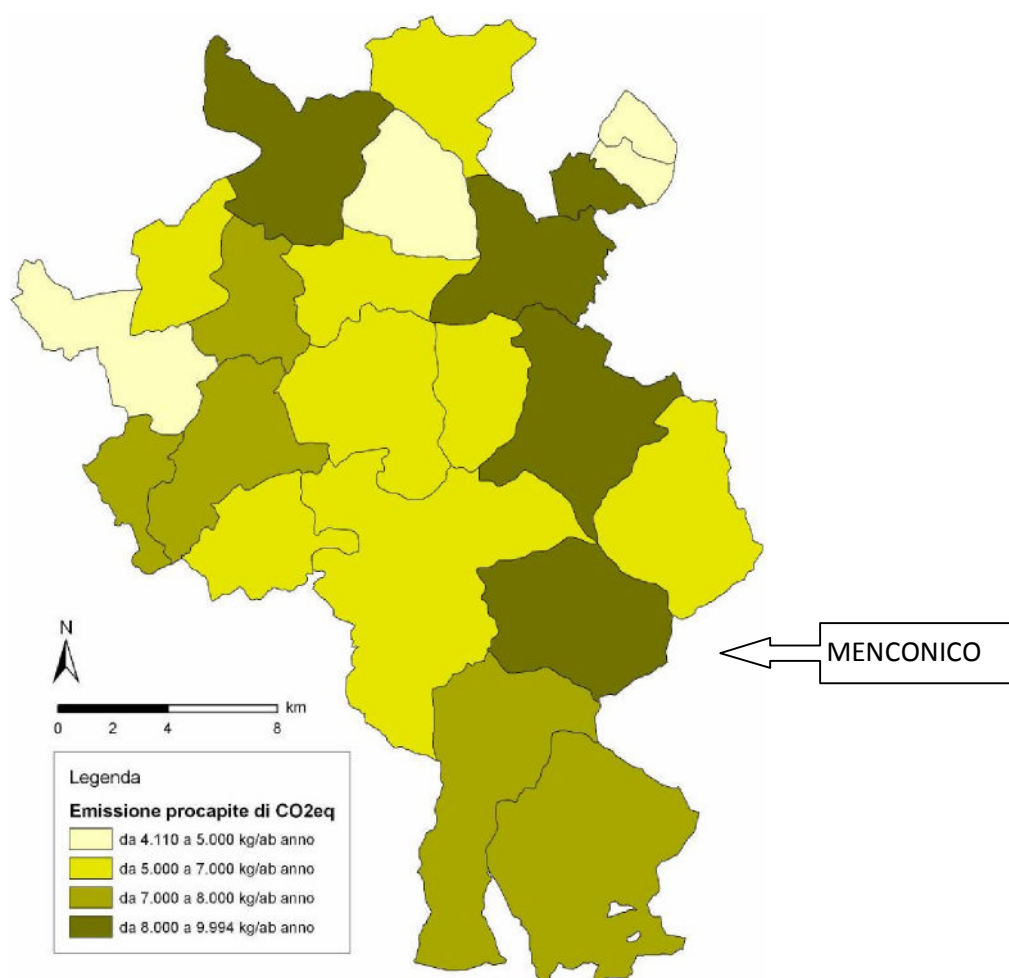 N
MENCONICO
km
0 2 4 8
Legenda
Emissione procapite di CO2eq
da 4.110 a 5.000 kg/ab anno
da 5.000 a 7.000 kg/ab anno
da 7.000 a 8.000 kg/ab anno
da 8.000 a 9.994 kg/ab anno